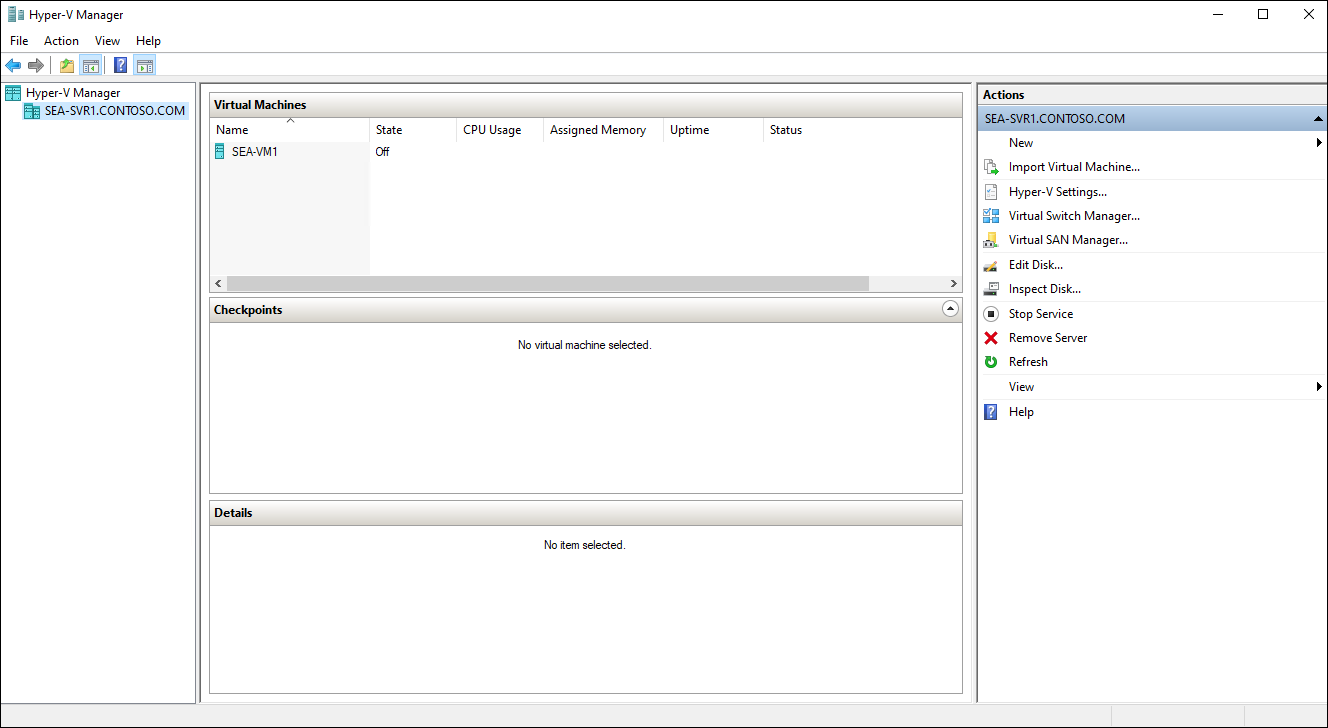 Hyper-V Manager
File Action View Help
Hyper-V Manager
SEA-SVR1.CONTOSO.COM
Virtual Machines
Name State CPU Usage Assigned Memory Uptime Status
SEA-VM1 Off
Checkpoints
No virtual machine selected.
Details
No item selected.
Actions
SEA-SVR1.CONTOSO.COM
New
Import Virtual Machine...
Hyper-V Settings...
Virtual Switch Manager...
Virtual SAN Manager...
Edit Disk...
Inspect Disk...
Stop Service
Remove Server
Refresh
View
Help